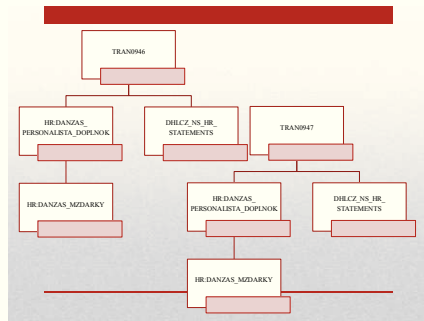 TRAN0946
HR:DANZAS_
PERSONALISTA_DOPLNOK
DHLCZ_NS_HR_
STATEMENTS
HR:DANZAS_MZDARKY
TRAN0947
HR:DANZAS_
PERSONALISTA_DOPLNOK
DHLCZ_NS_HR_
STATEMENTS
HR:DANZAS_MZDARKY